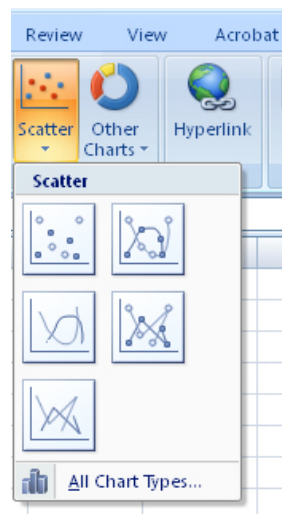 Review View Acrobat
Scatter Other Charts Hyperlink
Scatter
All Chart Types...